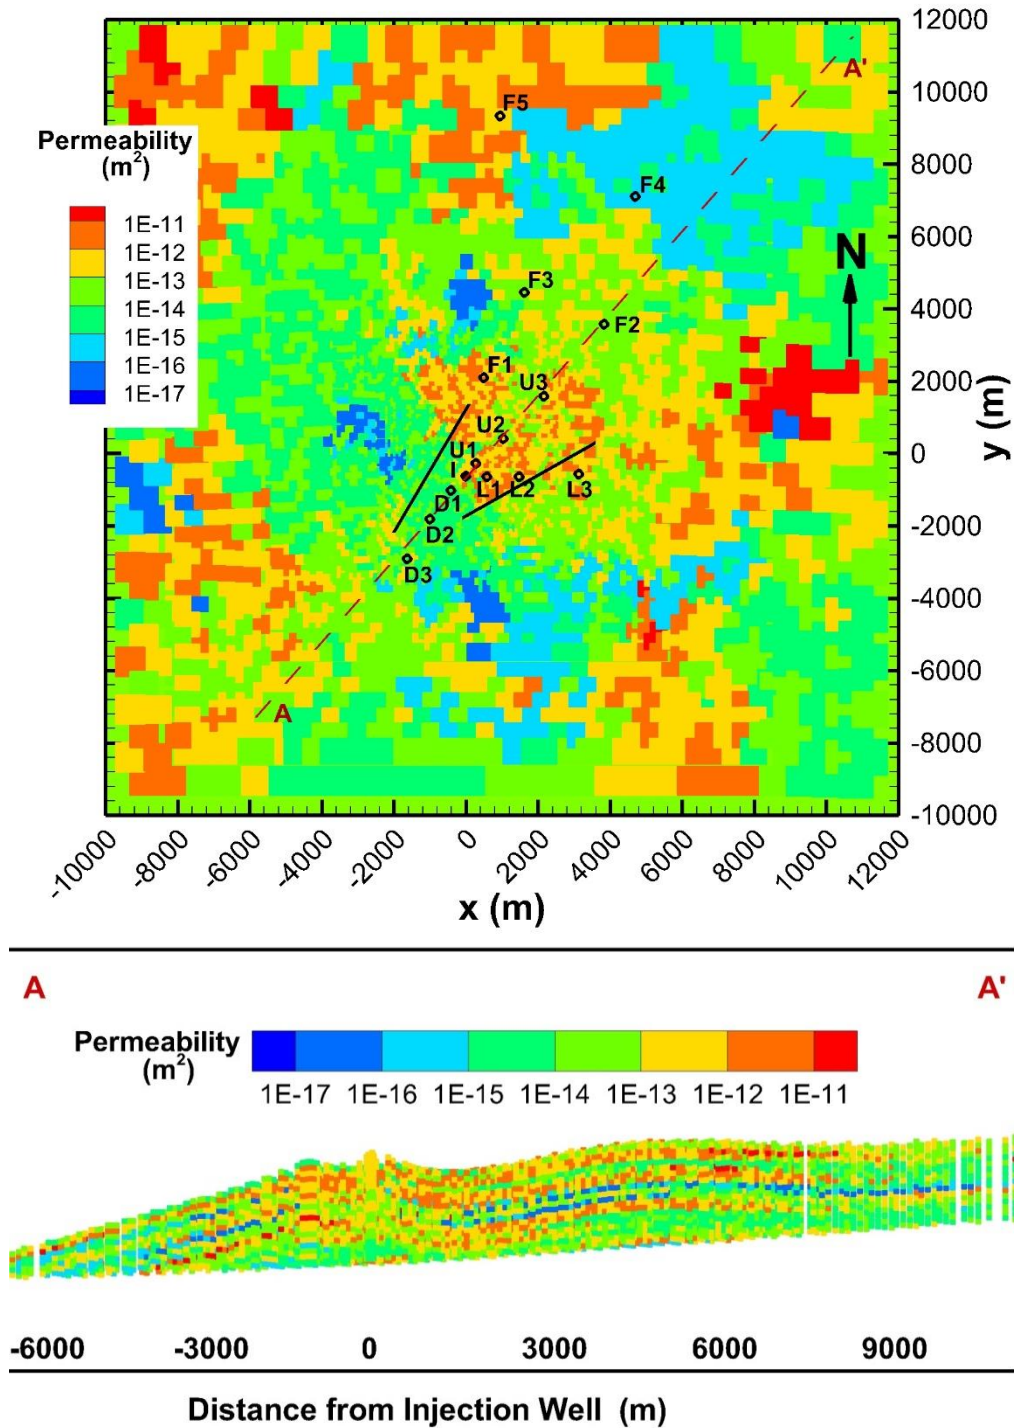 12000
10000
8000
6000
4000
2000
0
-2000
-4000
-6000
-8000
-10000
y (m)
Permeability
(m²)
1E-11
1E-12
1E-13
1E-14
1E-15
1E-16
1E-17
A'
F5
F4
N
F3
F2
F1
U3
U2
U1
I
L1
L2
L3
D1
D2
D3
A
-10000
-8000
-6000
-4000
-2000
0
2000
4000
6000
8000
10000
12000
x (m)
A
A'
Permeability
(m²)
1E-17 1E-16 1E-15 1E-14 1E-13 1E-12 1E-11
-6000 -3000 0 3000 6000 9000
Distance from Injection Well (m)